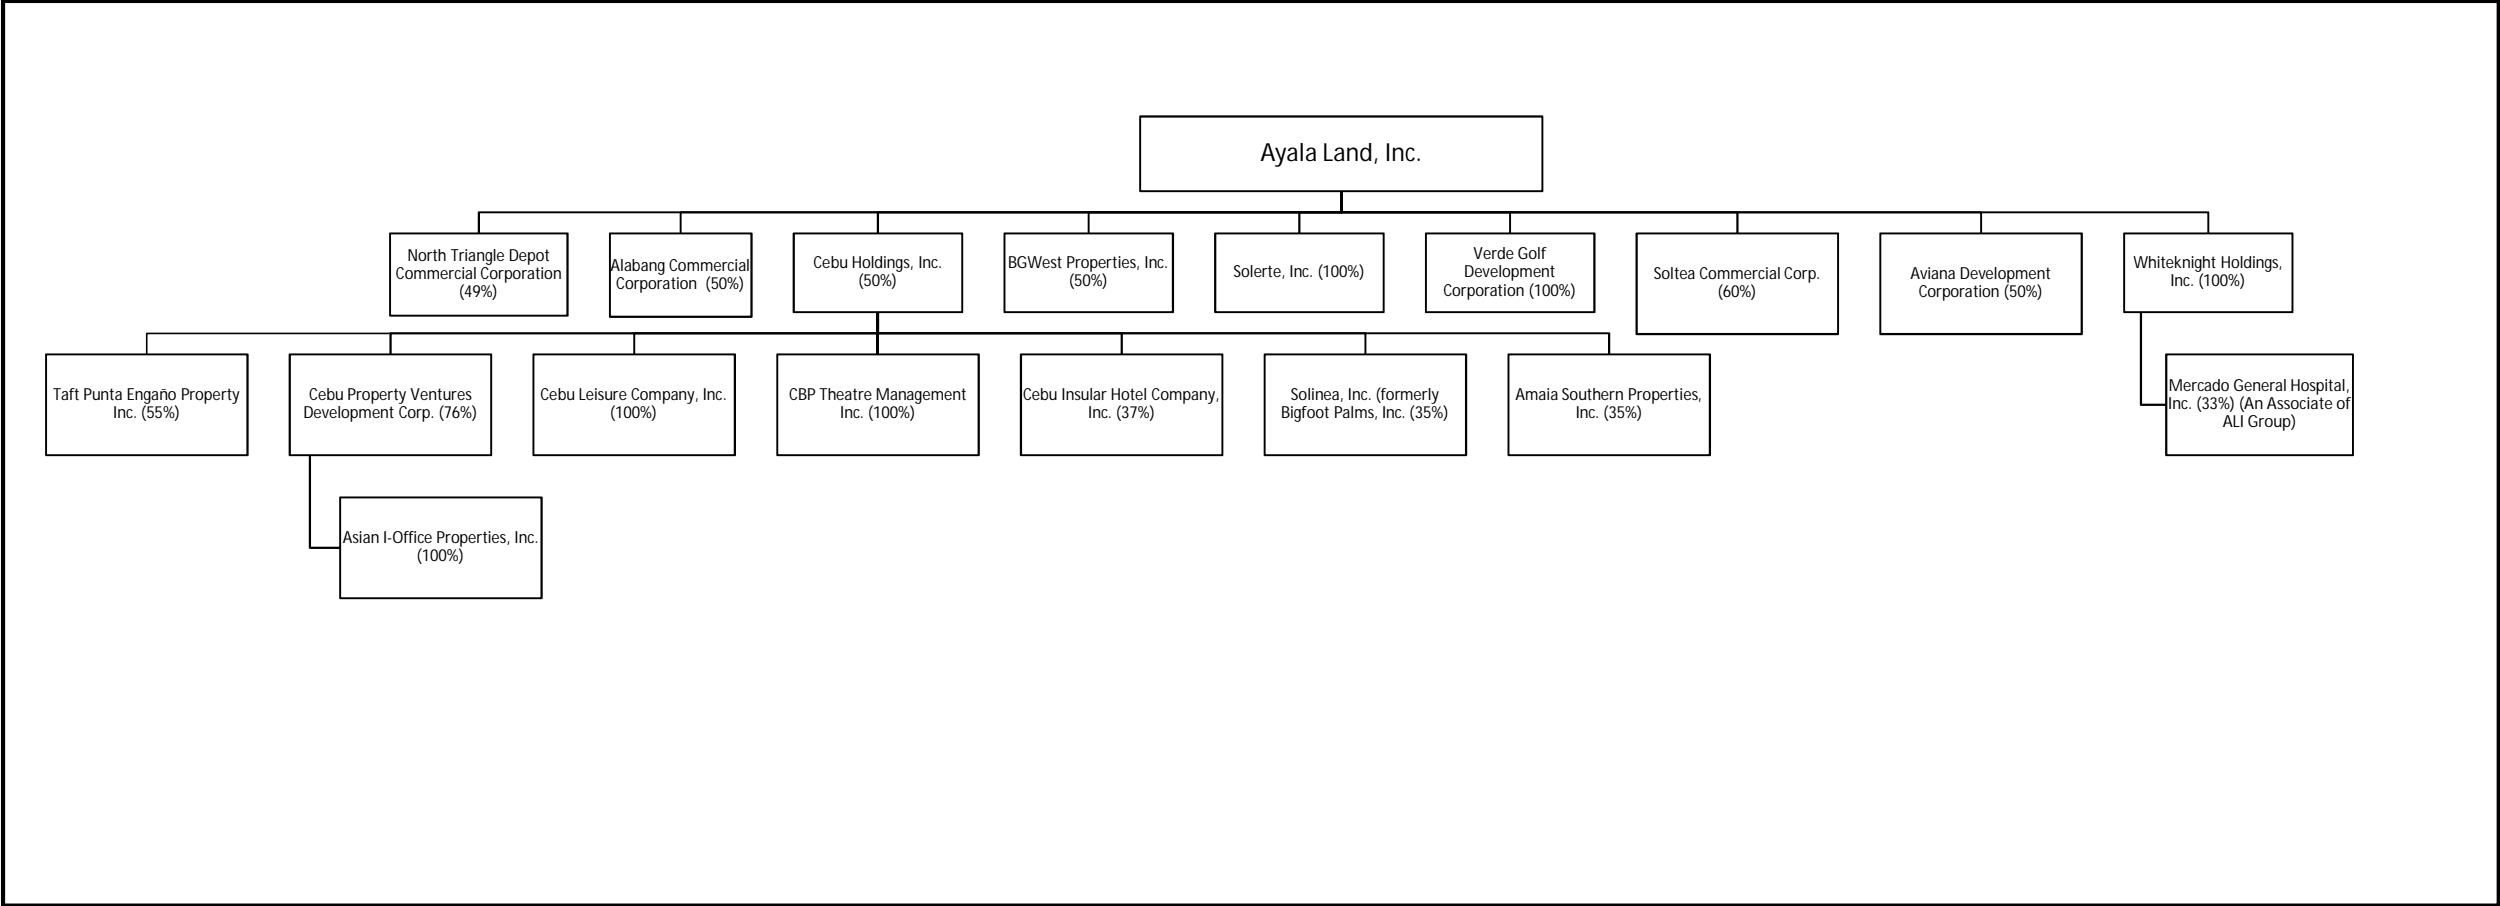 Ayala Land, Inc.
North Triangle Depot
Commercial Corporation
(49%)
Alabang Commercial
Corporation (50%)
Cebu Holdings, Inc.
(50%)
BGWest Properties, Inc.
(50%)
Solerte, Inc. (100%)
Verde Golf
Development
Corporation (100%)
Soltea Commercial Corp.
(60%)
Aviana Development
Corporation (50%)
Whiteknight Holdings,
Inc. (100%)
Taft Punta Engaño Property
Inc. (55%)
Cebu Property Ventures
Development Corp. (76%)
Cebu Leisure Company, Inc.
(100%)
CBP Theatre Management
Inc. (100%)
Cebu Insular Hotel Company,
Inc. (37%)
Solinea, Inc. (formerly
Bigfoot Palms, Inc. (35%)
Amaia Southern Properties,
Inc. (35%)
Mercado General Hospital,
Inc. (33%) (An Associate of
ALI Group)
Asian I-Office Properties, Inc.
(100%)